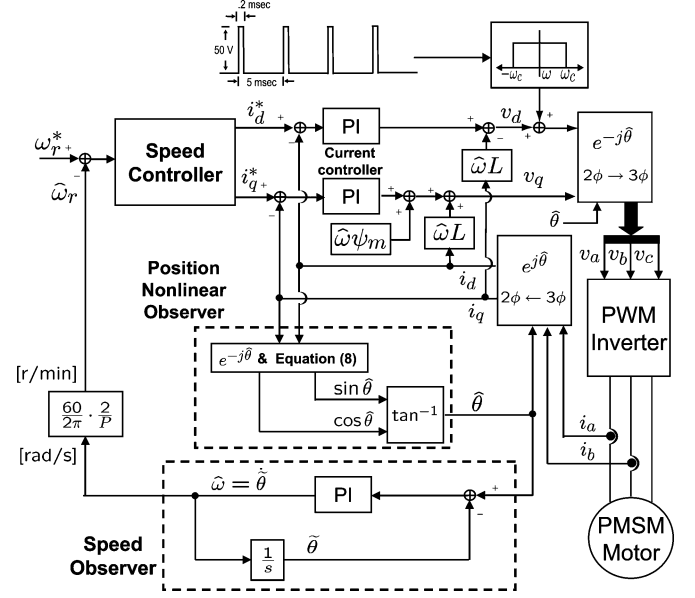 .2 msec
50 V
5 msec
−ω_C ω ω_C
ω_r^* +
−
ω̂_r
Speed
Controller
i_d^* +
−
PI
Current
controller
+ v_d +
−
+
ω̂L
e^{-jθ̂}
2ϕ → 3ϕ
i_q^* +
−
PI
+ +
+ +
v_q
ω̂ψ_m
ω̂L
θ̂
v_a v_b v_c
Position
Nonlinear
Observer
i_d
i_q
e^{jθ̂}
2ϕ ← 3ϕ
PWM
Inverter
e^{-jθ̂} & Equation (8)
sin θ̂
cos θ̂
tan⁻¹
θ̂
[r/min]
60/2π · 2/P
[rad/s]
i_a
i_b
ω̂ = θ̃̇
PI
+
−
Speed
Observer
1/s
θ̃
PMSM
Motor